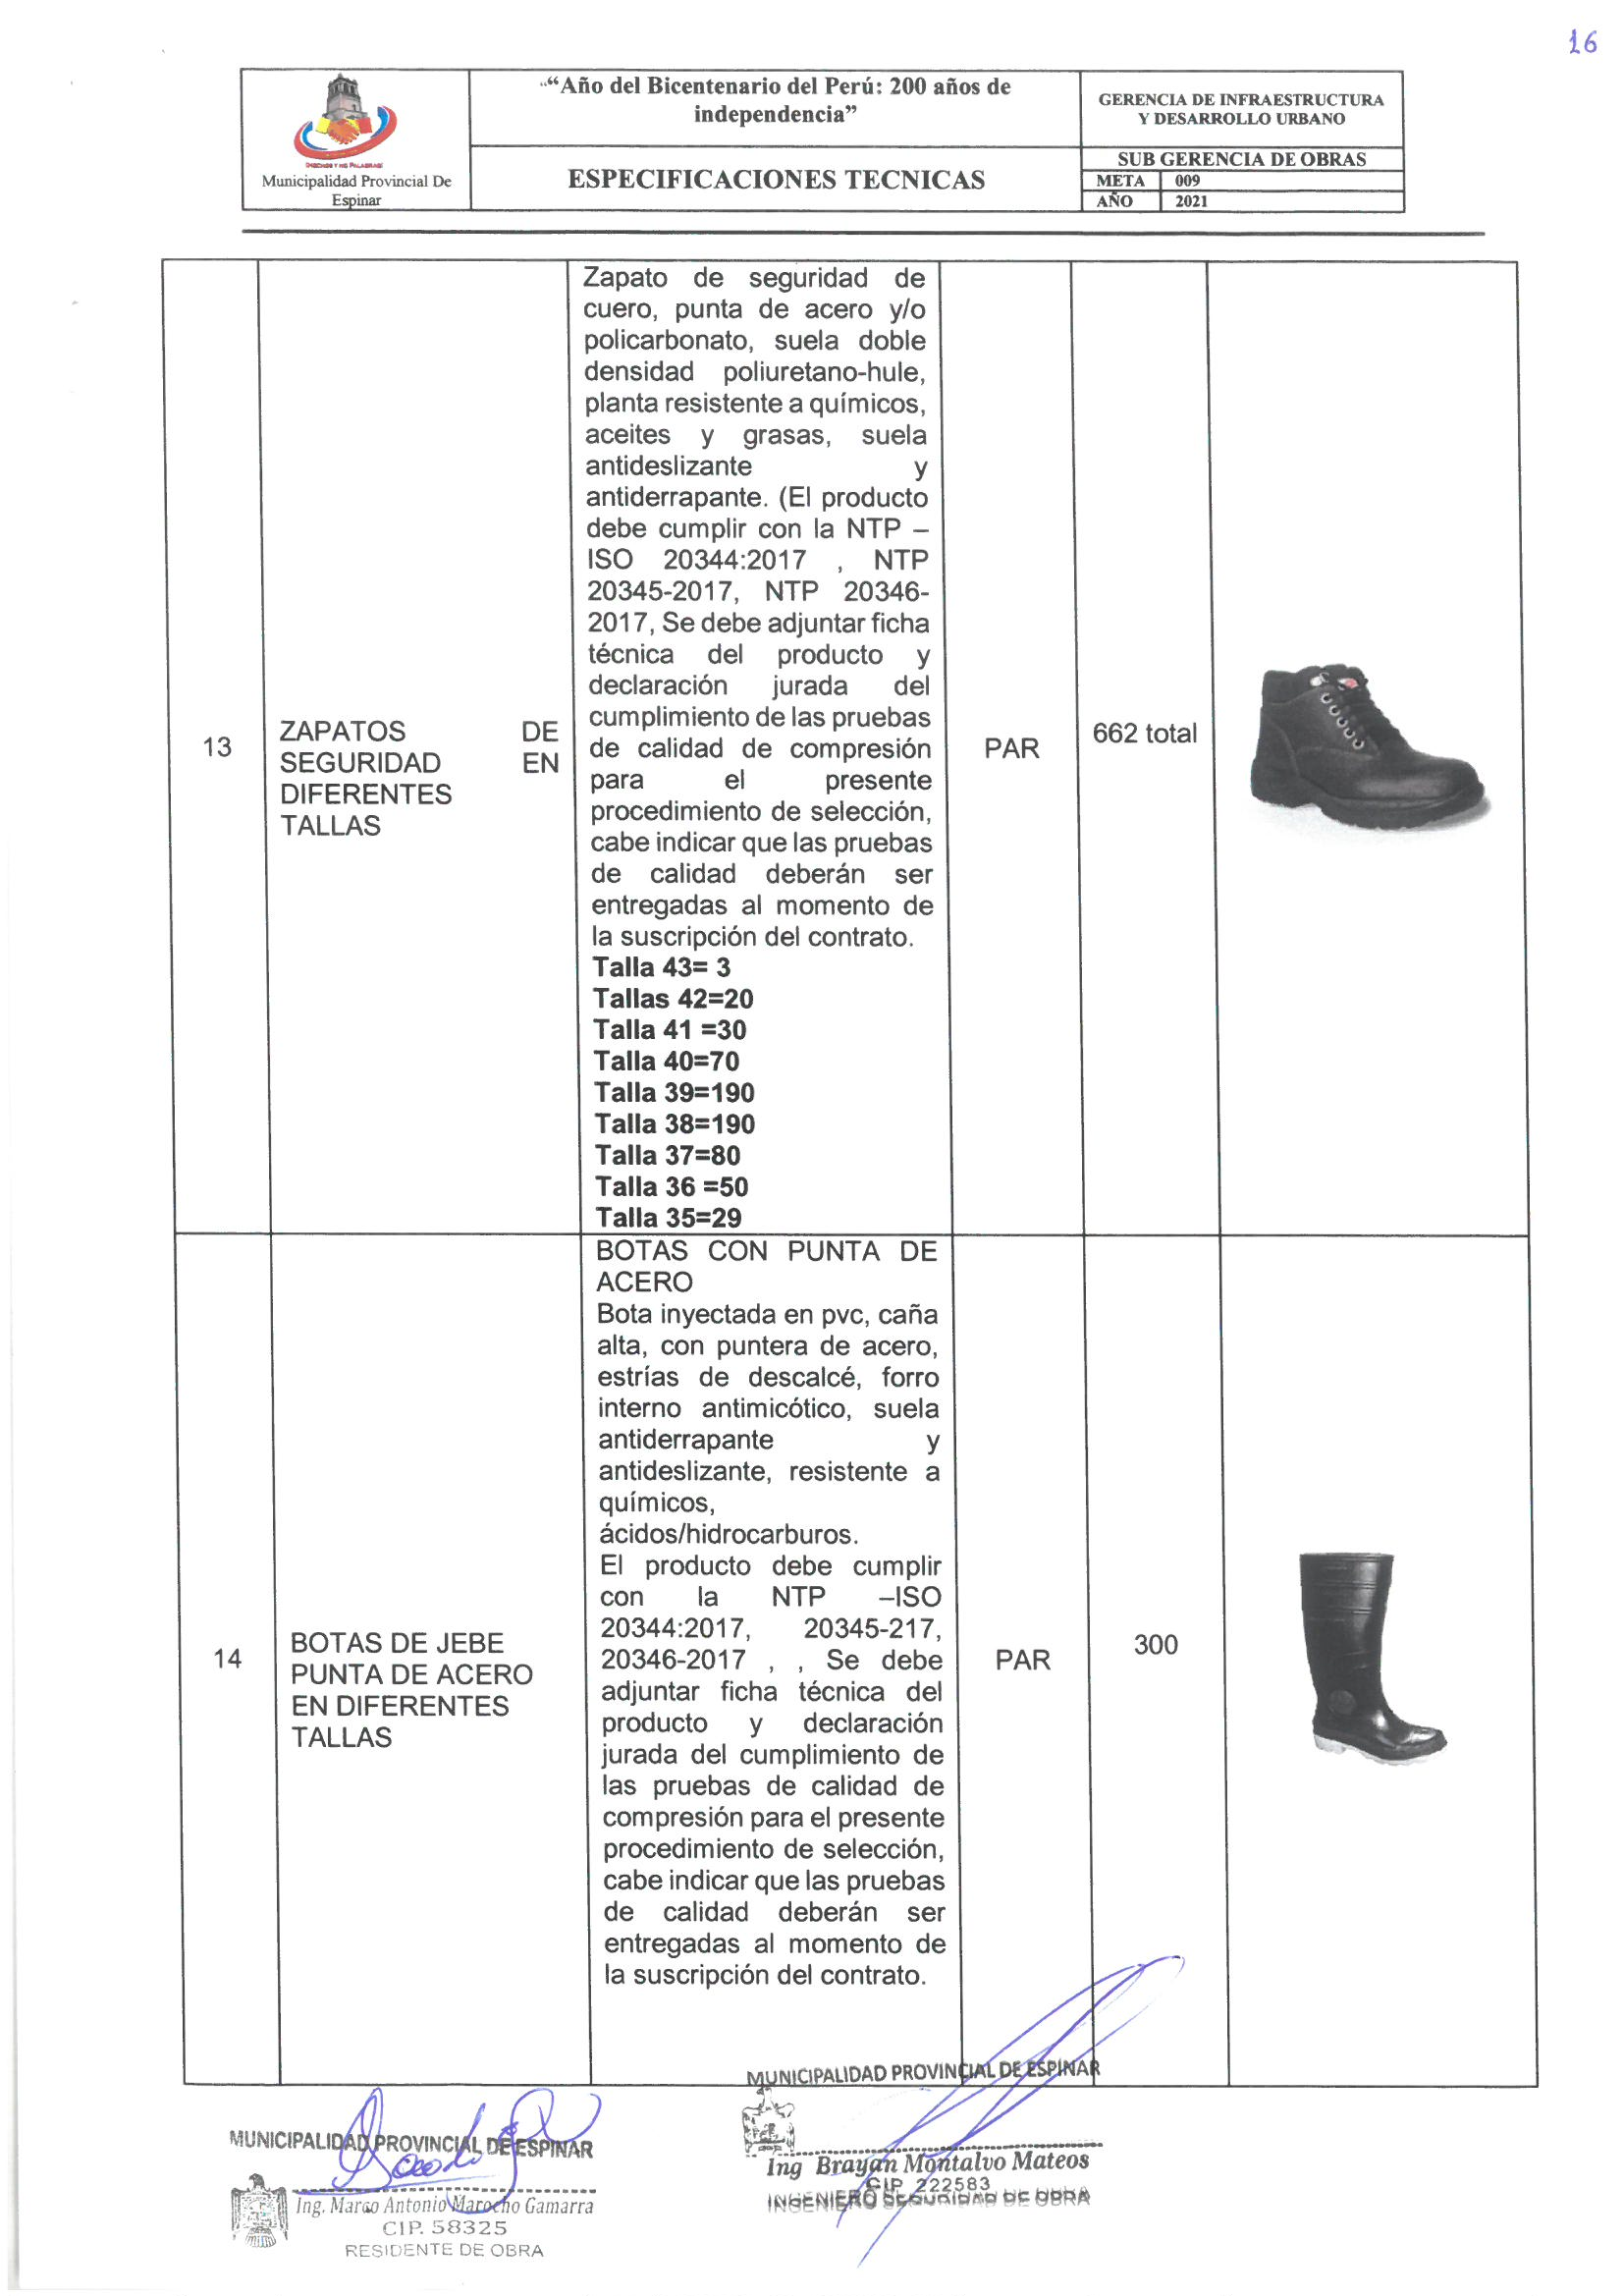 16
"“Año del Bicentenario del Perú: 200 años de
independencia”
GERENCIA DE INFRAESTRUCTURA
Y DESARROLLO URBANO
¡HECHOS Y NO PALABRAS!
Municipalidad Provincial De
Espinar
ESPECIFICACIONES TECNICAS
SUB GERENCIA DE OBRAS
META 009
AÑO 2021
13
ZAPATOS DE
SEGURIDAD EN
DIFERENTES
TALLAS
Zapato de seguridad de
cuero, punta de acero y/o
policarbonato, suela doble
densidad poliuretano-hule,
planta resistente a químicos,
aceites y grasas, suela
antideslizante y
antiderrapante. (El producto
debe cumplir con la NTP –
ISO 20344:2017 , NTP
20345-2017, NTP 20346-
2017, Se debe adjuntar ficha
técnica del producto y
declaración jurada del
cumplimiento de las pruebas
de calidad de compresión
para el presente
procedimiento de selección,
cabe indicar que las pruebas
de calidad deberán ser
entregadas al momento de
la suscripción del contrato.
Talla 43= 3
Tallas 42=20
Talla 41 =30
Talla 40=70
Talla 39=190
Talla 38=190
Talla 37=80
Talla 36 =50
Talla 35=29
PAR
662 total
14
BOTAS DE JEBE
PUNTA DE ACERO
EN DIFERENTES
TALLAS
BOTAS CON PUNTA DE
ACERO
Bota inyectada en pvc, caña
alta, con puntera de acero,
estrías de descalcé, forro
interno antimicótico, suela
antiderrapante y
antideslizante, resistente a
químicos,
ácidos/hidrocarburos.
El producto debe cumplir
con la NTP –ISO
20344:2017, 20345-217,
20346-2017 , , Se debe
adjuntar ficha técnica del
producto y declaración
jurada del cumplimiento de
las pruebas de calidad de
compresión para el presente
procedimiento de selección,
cabe indicar que las pruebas
de calidad deberán ser
entregadas al momento de
la suscripción del contrato.
PAR
300
MUNICIPALIDAD PROVINCIAL DE ESPINAR
Ing. Marco Antonio Marocho Gamarra
CIP. 58325
RESIDENTE DE OBRA
MUNICIPALIDAD PROVINCIAL DE ESPINAR
Ing Brayan Montalvo Mateos
CIP 222583
INGENIERO SEGURIDAD DE OBRA